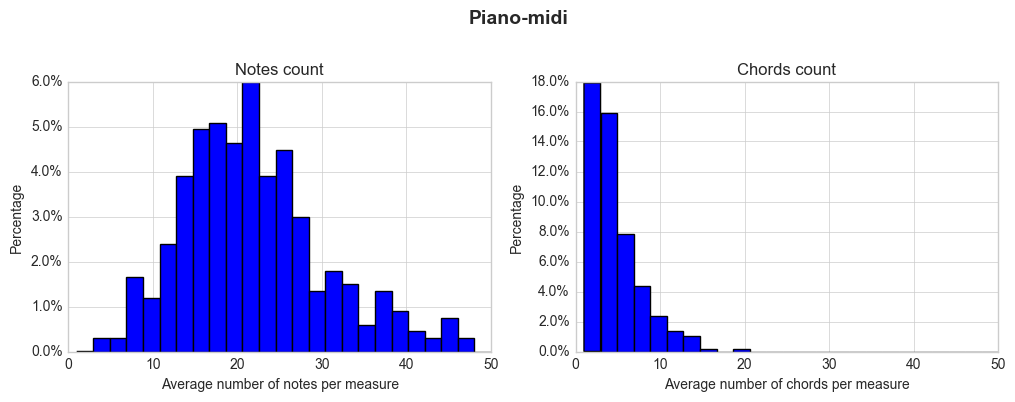 Piano-midi
Notes count
6.0%
5.0%
4.0%
3.0%
2.0%
1.0%
0.0%
Percentage
0 10 20 30 40 50
Average number of notes per measure
Chords count
18.0%
16.0%
14.0%
12.0%
10.0%
8.0%
6.0%
4.0%
2.0%
0.0%
Percentage
0 10 20 30 40 50
Average number of chords per measure